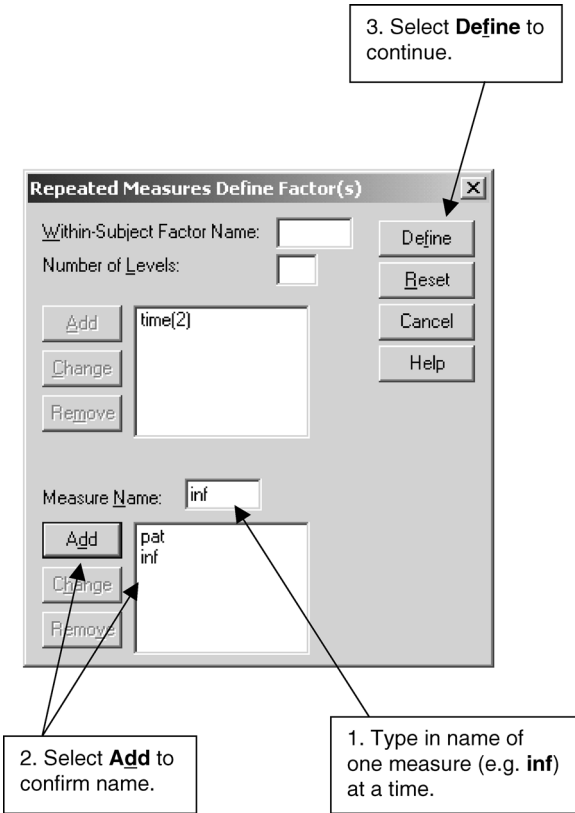 3. Select Define to
continue.
Repeated Measures Define Factor(s)
Within-Subject Factor Name:
Define
Number of Levels:
Reset
Add
time(2)
Cancel
Change
Help
Remove
Measure Name:
inf
Add
pat
inf
Change
Remove
2. Select Add to
confirm name.
1. Type in name of
one measure (e.g. inf)
at a time.